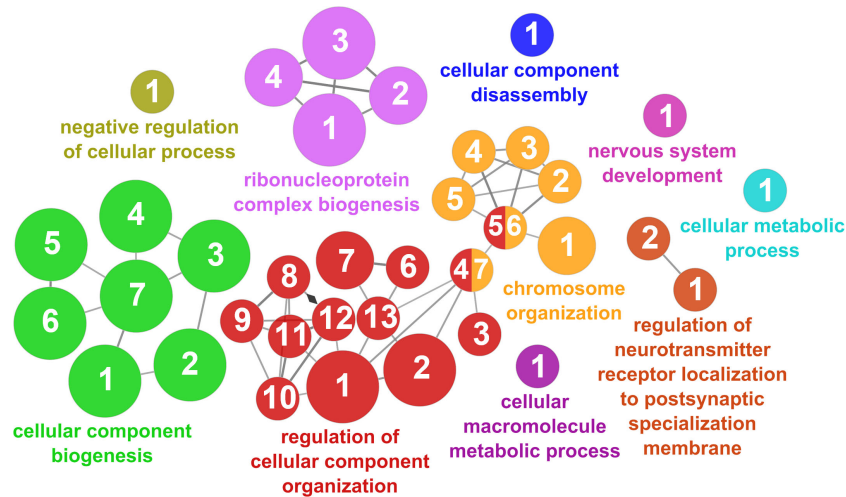 1
negative regulation
of cellular process
3
4
2
1
ribonucleoprotein
complex biogenesis
1
cellular component
disassembly
1
nervous system
development
1
cellular metabolic
process
4
3
2
5
5 6
1
4 7
chromosome
organization
4
5
3
7
6
2
1
cellular component
biogenesis
7
6
8
9
12
13
11
3
2
1
10
regulation of
cellular component
organization
1
cellular
macromolecule
metabolic process
2
1
regulation of
neurotransmitter
receptor localization
to postsynaptic
specialization
membrane